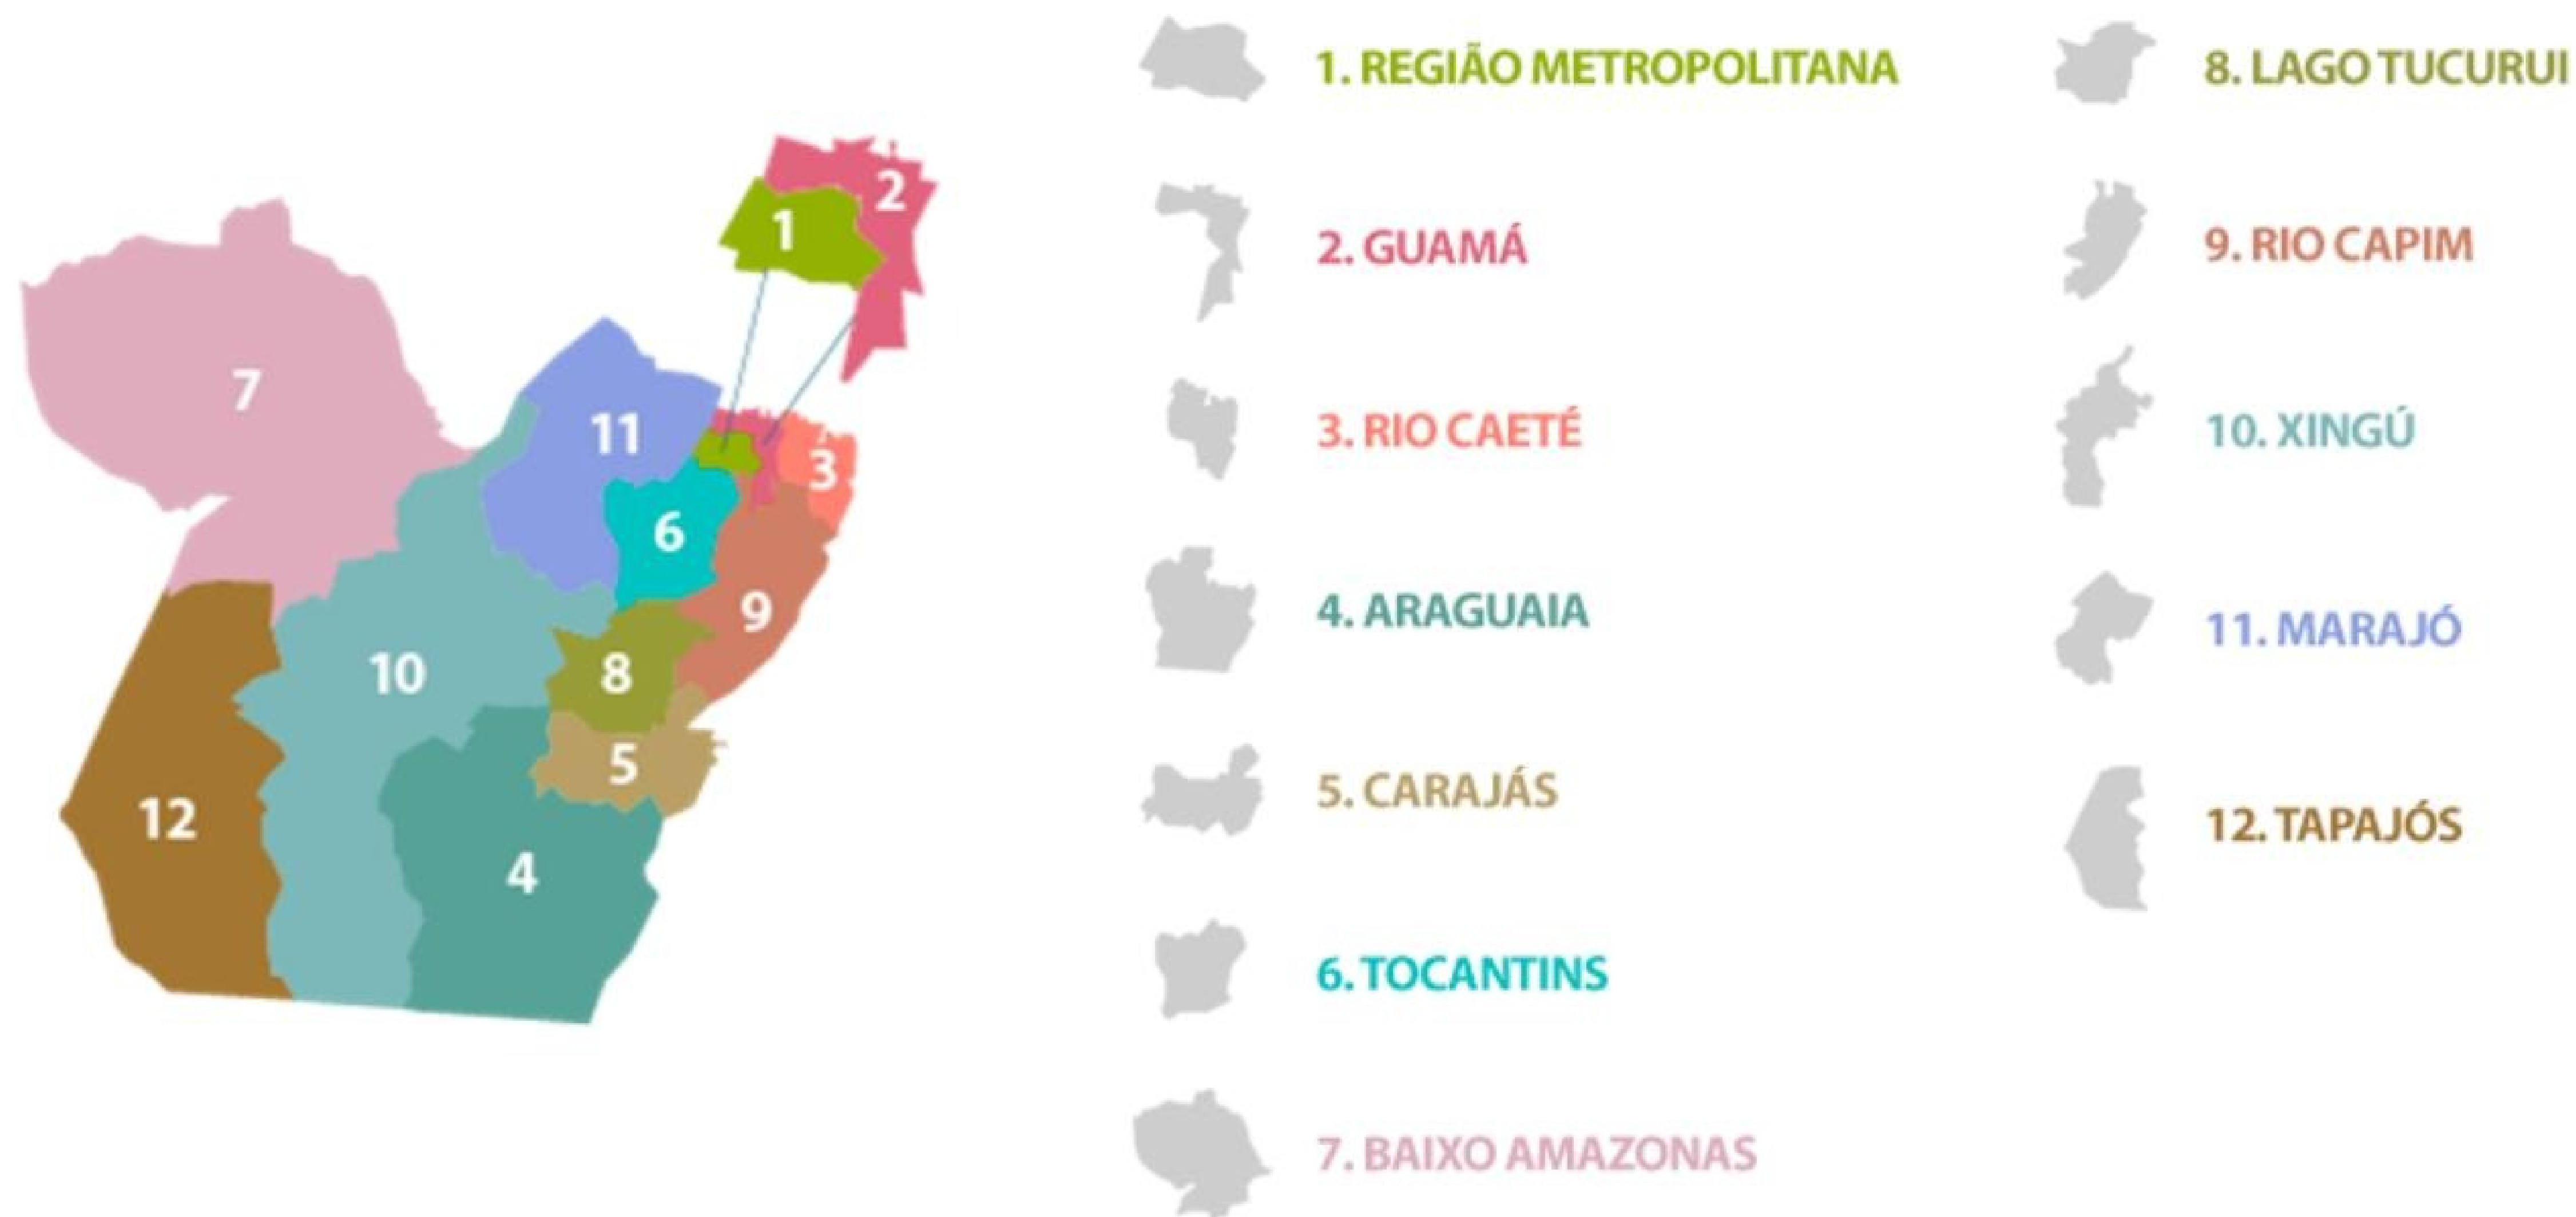 2
1
7
11
3
6
9
10
8
5
12
4
1. REGIÃO METROPOLITANA
2. GUAMÁ
3. RIO CAETÉ
4. ARAGUAIA
5. CARAJÁS
6. TOCANTINS
7. BAIXO AMAZONAS
8. LAGO TUCURUI
9. RIO CAPIM
10. XINGÚ
11. MARAJÓ
12. TAPAJÓS